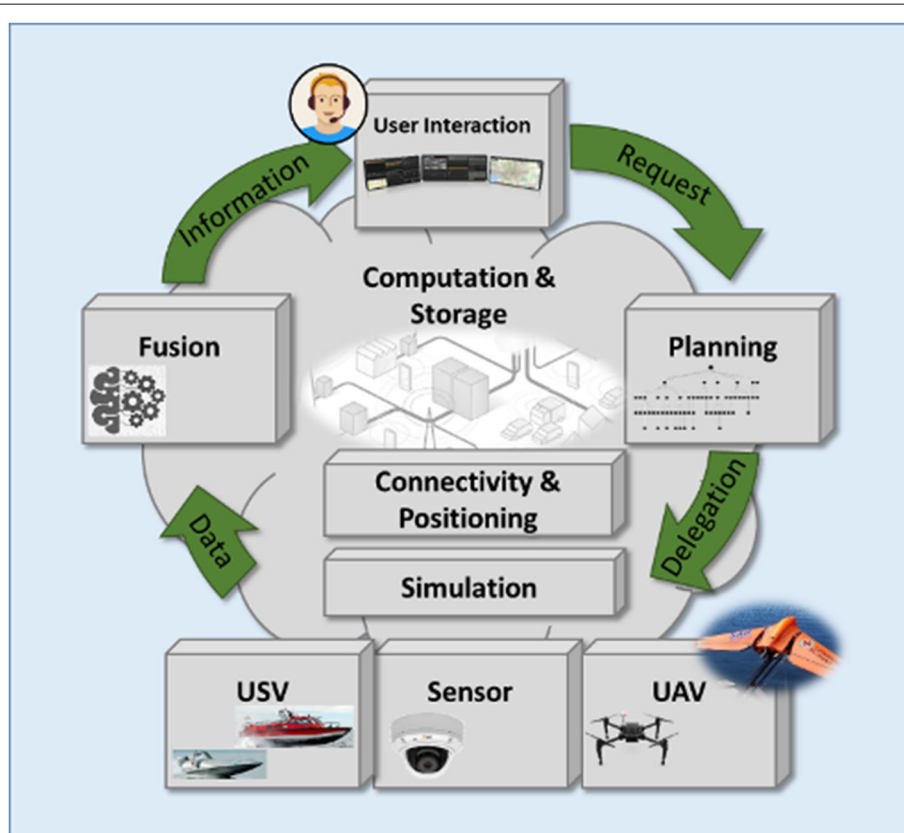 User Interaction
Information
Request
Computation &
Storage
Fusion
Planning
Connectivity &
Positioning
Data
Delegation
Simulation
USV
Sensor
UAV